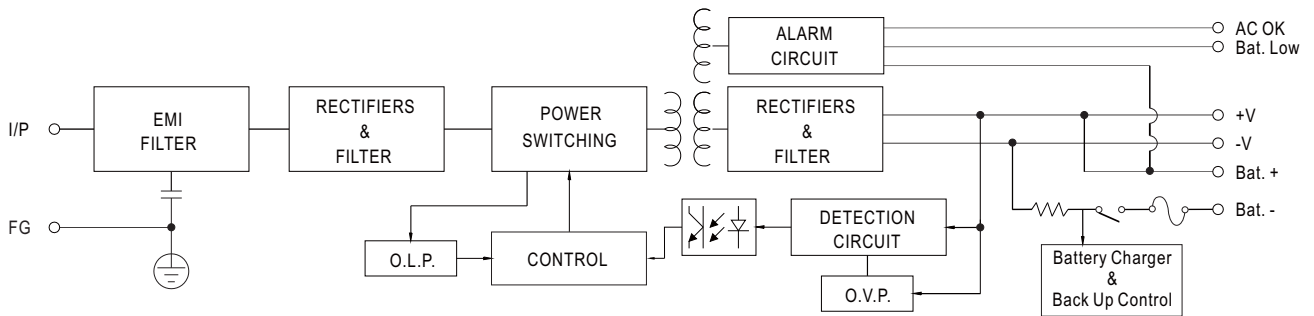 ALARM
CIRCUIT
AC OK
Bat. Low
I/P
EMI
FILTER
RECTIFIERS
&
FILTER
POWER
SWITCHING
RECTIFIERS
&
FILTER
+V
-V
Bat. +
Bat. -
FG
O.L.P.
CONTROL
DETECTION
CIRCUIT
O.V.P.
Battery Charger
&
Back Up Control